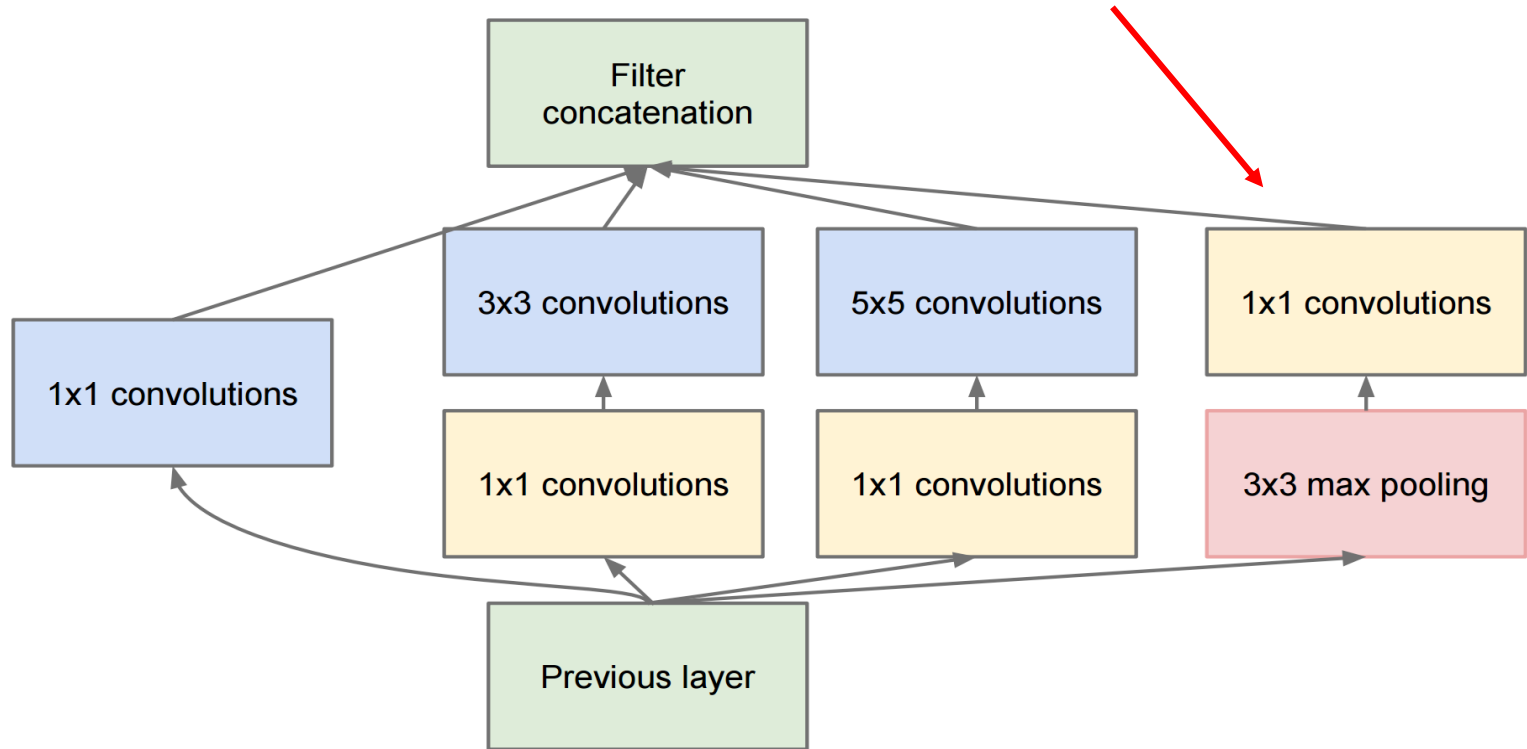 Filter
concatenation
3x3 convolutions
5x5 convolutions
1x1 convolutions
1x1 convolutions
1x1 convolutions
1x1 convolutions
3x3 max pooling
Previous layer